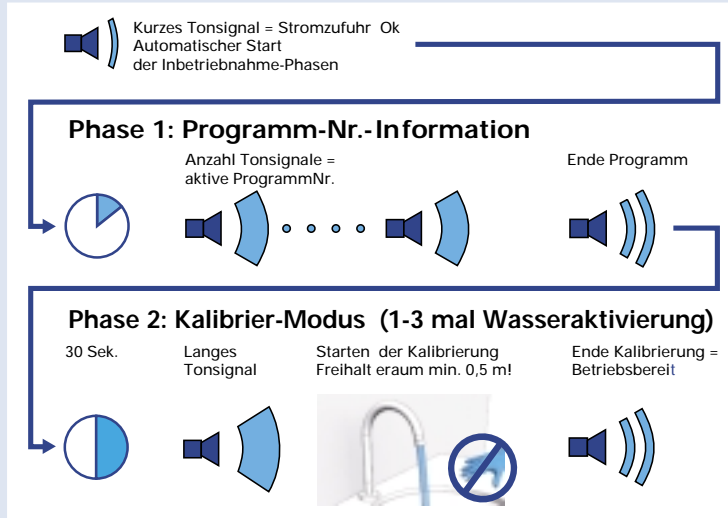 Kurzes Tonsignal = Stromzufuhr Ok
Automatischer Start
der Inbetriebnahme-Phasen
Phase 1: Programm-Nr.-Information
Anzahl Tonsignale =
aktive ProgrammNr.
Ende Programm
Phase 2: Kalibrier-Modus (1-3 mal Wasseraktivierung)
30 Sek.
Langes
Tonsignal
Starten der Kalibrierung
Freihalt eraum min. 0,5 m!
Ende Kalibrierung =
Betriebsbereit